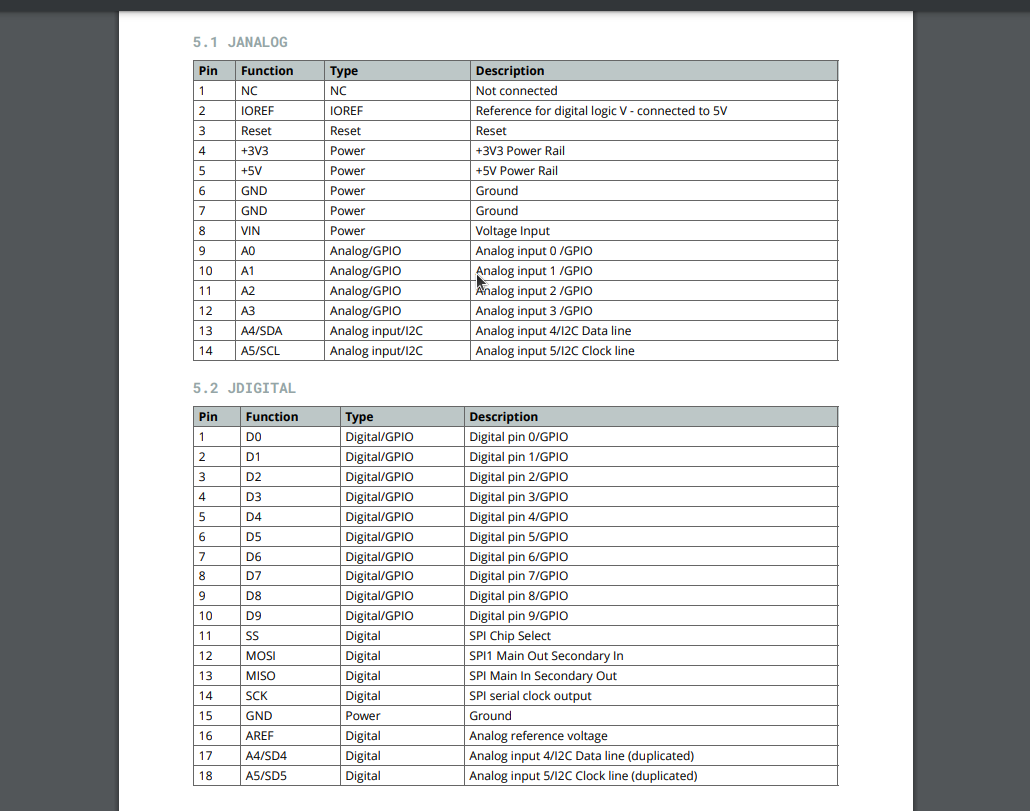 5.1 JANALOG
Pin Function Type Description
1 NC NC Not connected
2 IOREF IOREF Reference for digital logic V - connected to 5V
3 Reset Reset Reset
4 +3V3 Power +3V3 Power Rail
5 +5V Power +5V Power Rail
6 GND Power Ground
7 GND Power Ground
8 VIN Power Voltage Input
9 A0 Analog/GPIO Analog input 0 /GPIO
10 A1 Analog/GPIO Analog input 1 /GPIO
11 A2 Analog/GPIO Analog input 2 /GPIO
12 A3 Analog/GPIO Analog input 3 /GPIO
13 A4/SDA Analog input/I2C Analog input 4/I2C Data line
14 A5/SCL Analog input/I2C Analog input 5/I2C Clock line
5.2 JDIGITAL
Pin Function Type Description
1 D0 Digital/GPIO Digital pin 0/GPIO
2 D1 Digital/GPIO Digital pin 1/GPIO
3 D2 Digital/GPIO Digital pin 2/GPIO
4 D3 Digital/GPIO Digital pin 3/GPIO
5 D4 Digital/GPIO Digital pin 4/GPIO
6 D5 Digital/GPIO Digital pin 5/GPIO
7 D6 Digital/GPIO Digital pin 6/GPIO
8 D7 Digital/GPIO Digital pin 7/GPIO
9 D8 Digital/GPIO Digital pin 8/GPIO
10 D9 Digital/GPIO Digital pin 9/GPIO
11 SS Digital SPI Chip Select
12 MOSI Digital SPI1 Main Out Secondary In
13 MISO Digital SPI Main In Secondary Out
14 SCK Digital SPI serial clock output
15 GND Power Ground
16 AREF Digital Analog reference voltage
17 A4/SD4 Digital Analog input 4/I2C Data line (duplicated)
18 A5/SD5 Digital Analog input 5/I2C Clock line (duplicated)